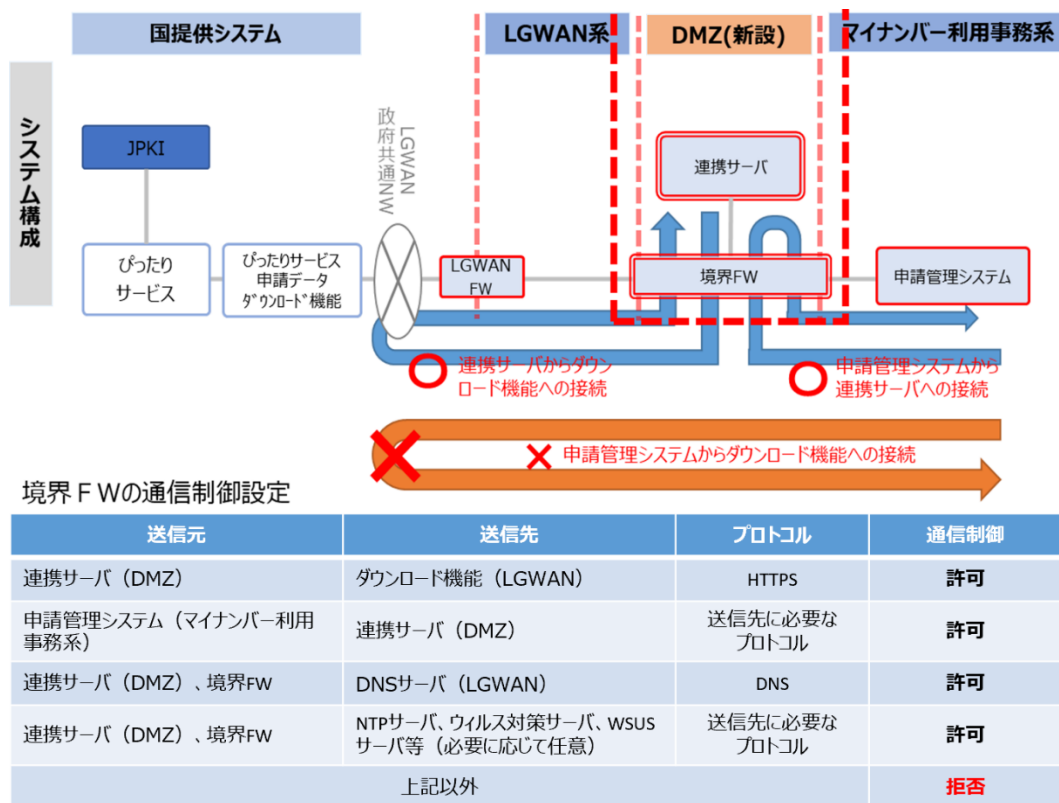 国提供システム
LGWAN系
DMZ(新設)
マイナンバー利用事務系
システム構成
LGWAN
政府共通NW
JPKI
連携サーバ
ぴったり
サービス
ぴったりサービス
申請データ
ダウンロード機能
LGWAN
FW
境界FW
申請管理システム
連携サーバからダウン
ロード機能への接続
申請管理システムから
連携サーバへの接続
申請管理システムからダウンロード機能への接続
境界FWの通信制御設定
送信元 送信先 プロトコル 通信制御
連携サーバ（DMZ） ダウンロード機能（LGWAN） HTTPS 許可
申請管理システム（マイナンバー利用
事務系） 連携サーバ（DMZ） 送信先に必要な
プロトコル 許可
連携サーバ（DMZ）、境界FW DNSサーバ（LGWAN） DNS 許可
連携サーバ（DMZ）、境界FW NTPサーバ、ウィルス対策サーバ、WSUS
サーバ等（必要に応じて任意） 送信先に必要な
プロトコル 許可
上記以外 拒否